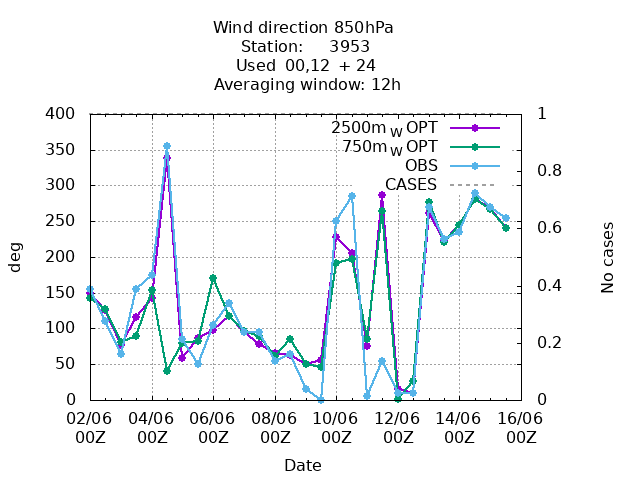 Wind direction 850hPa
Station: 3953
Used 00,12 + 24
Averaging window: 12h
400
350
300
250
200
150
100
50
0
deg
1
0.8
0.6
0.4
0.2
0
No cases
2500m W OPT
750m W OPT
OBS
CASES
02/06 04/06 06/06 08/06 10/06 12/06 14/06 16/06
00Z 00Z 00Z 00Z 00Z 00Z 00Z 00Z
Date